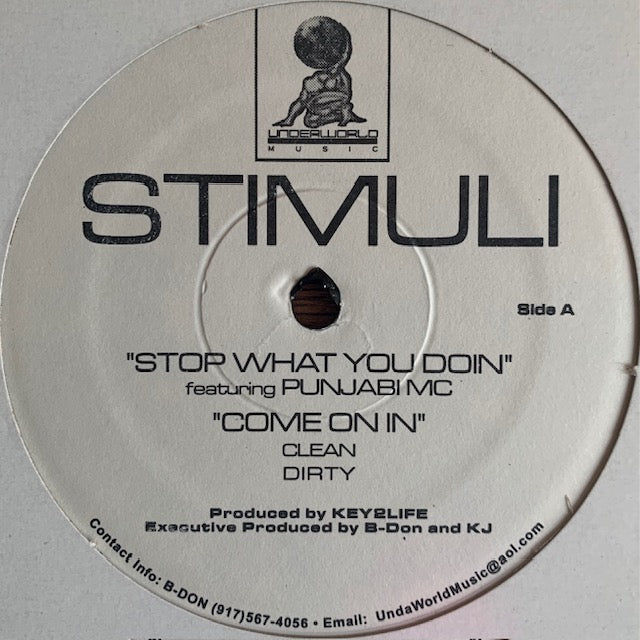 UNDERWORLD
MUSIC
STIMULI
Side A
"STOP WHAT YOU DOIN"
featuring PUNJABI MC
"COME ON IN"
CLEAN
DIRTY
Produced by KEY2LIFE
Executive Produced by B-Don and KJ
Contact info: B-DON (917)567-4056 • Email: UndaWorldMusic@aol.com